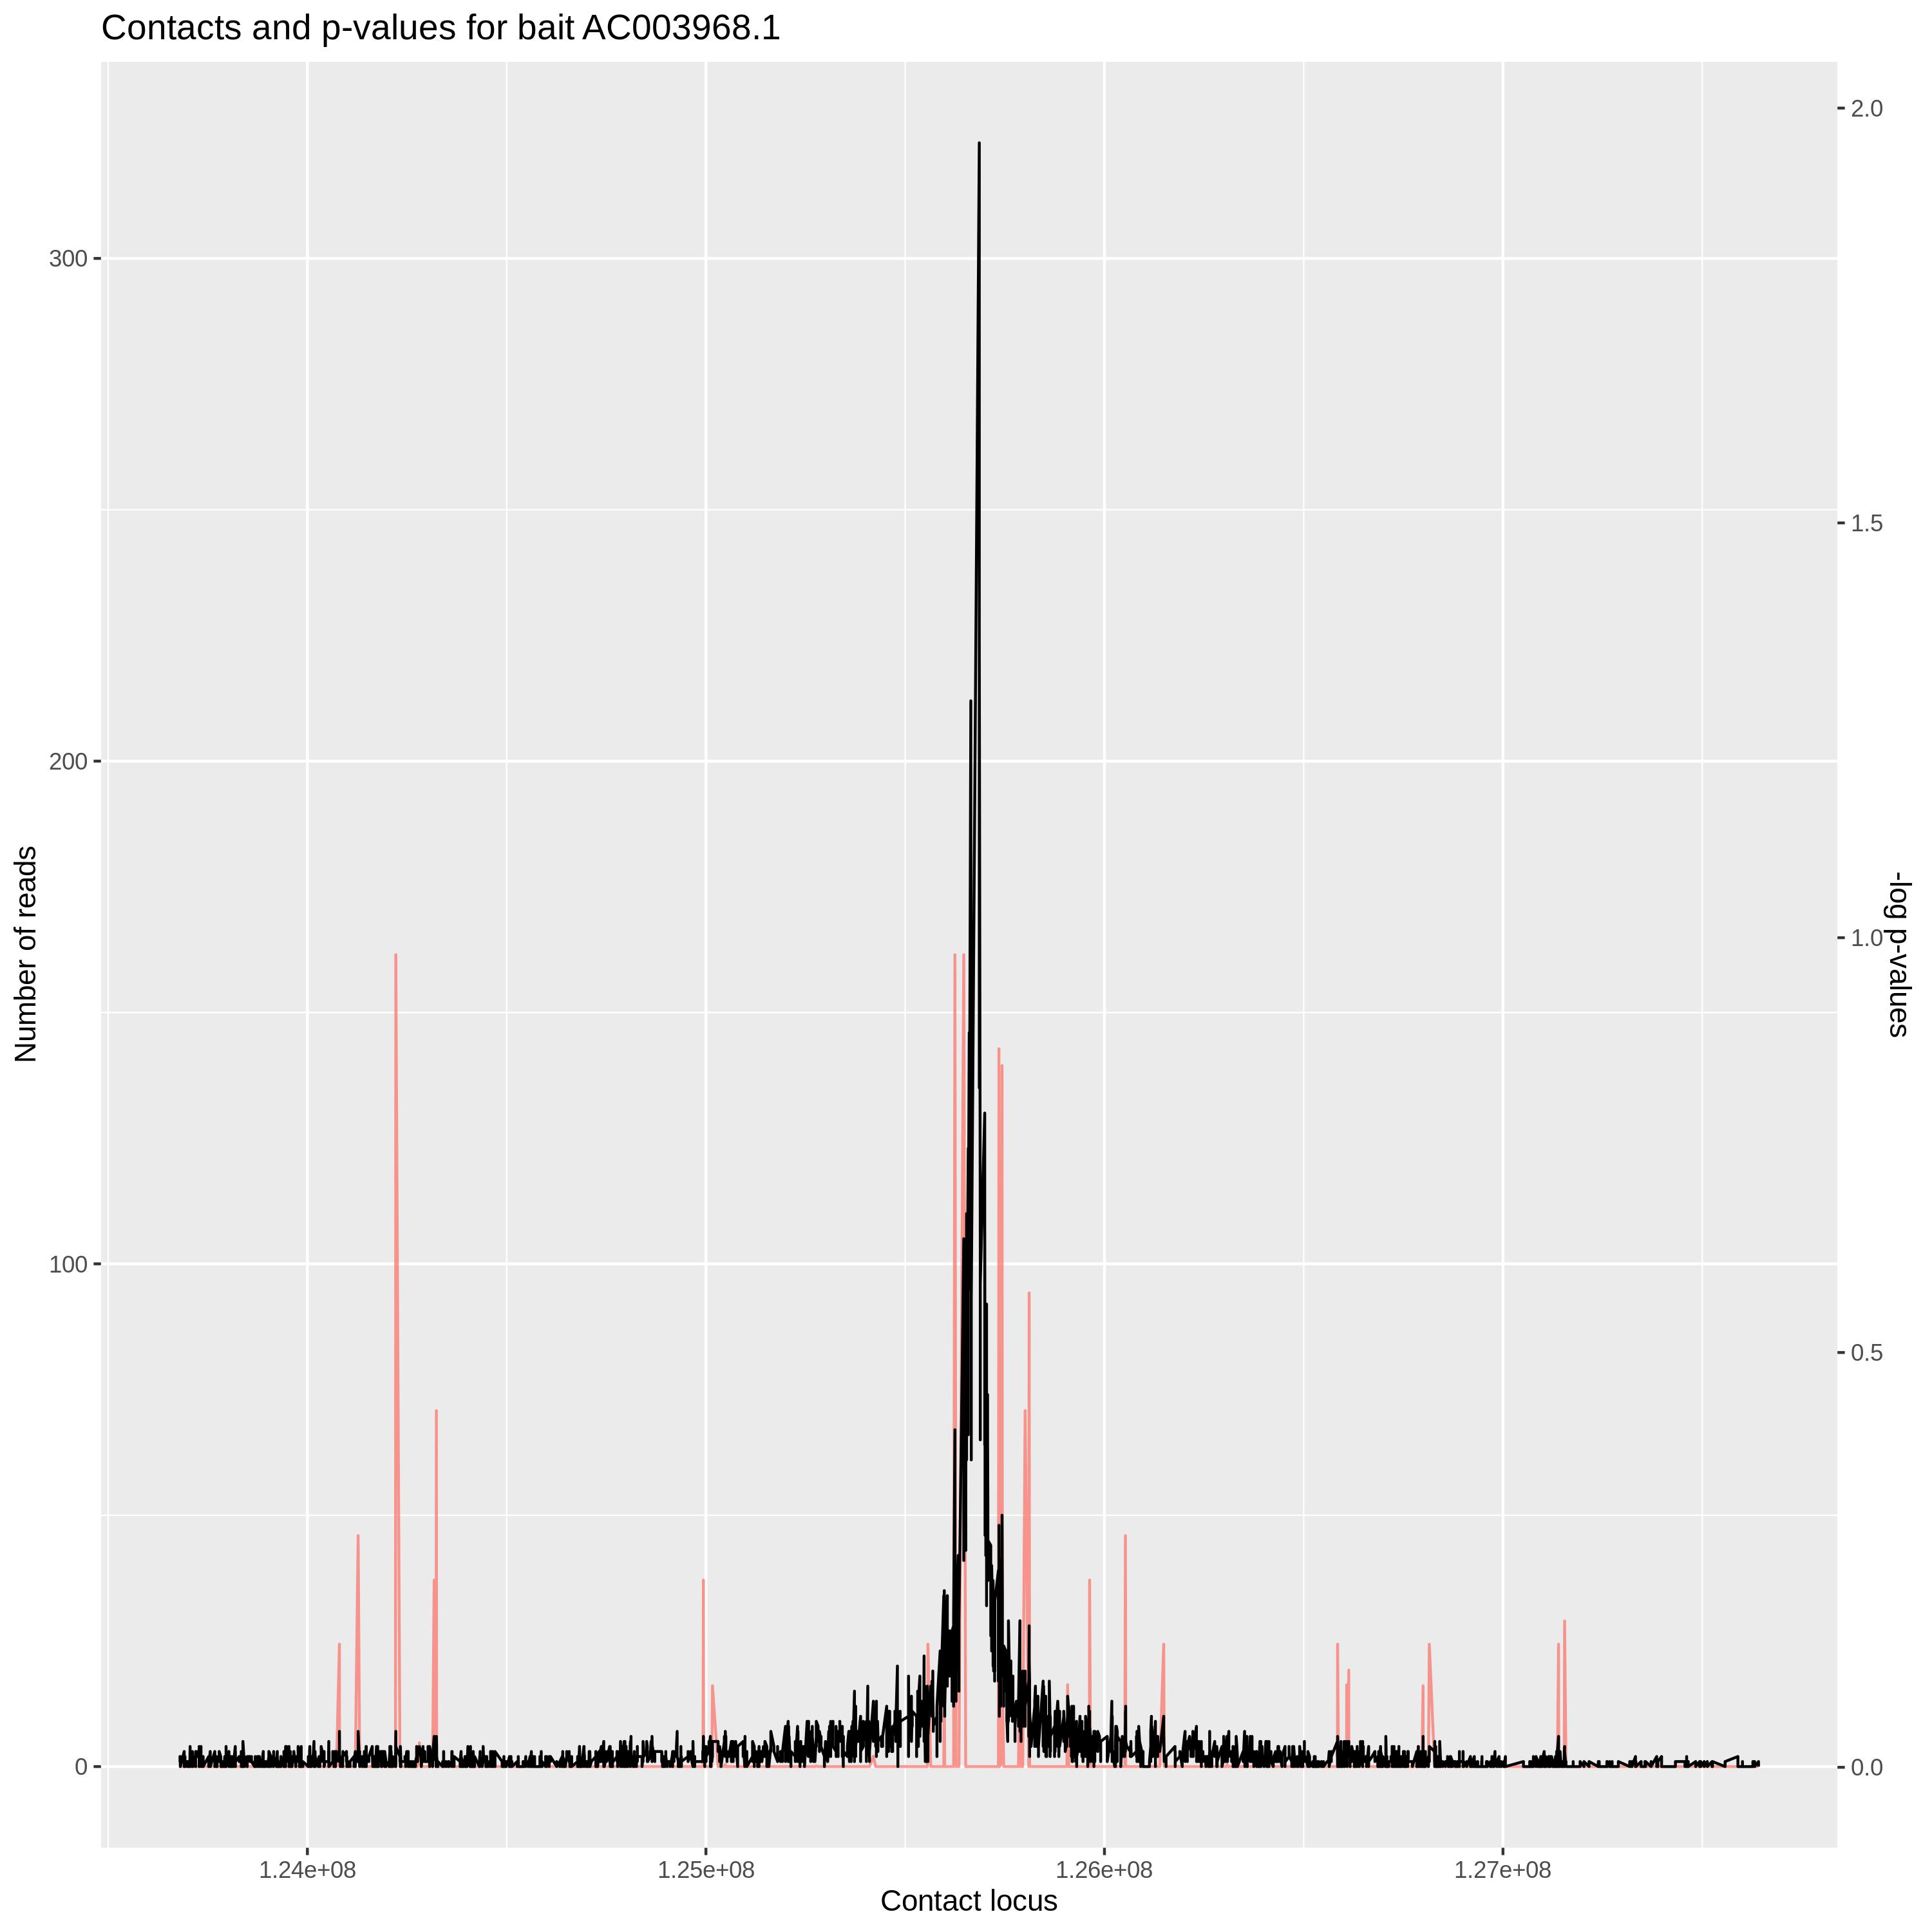 Contacts and p-values for bait AC003968.1
Number of reads
300
200
100
0
2.0
1.5
1.0
0.5
0.0
-log p-values
1.24e+08
1.25e+08
1.26e+08
1.27e+08
Contact locus